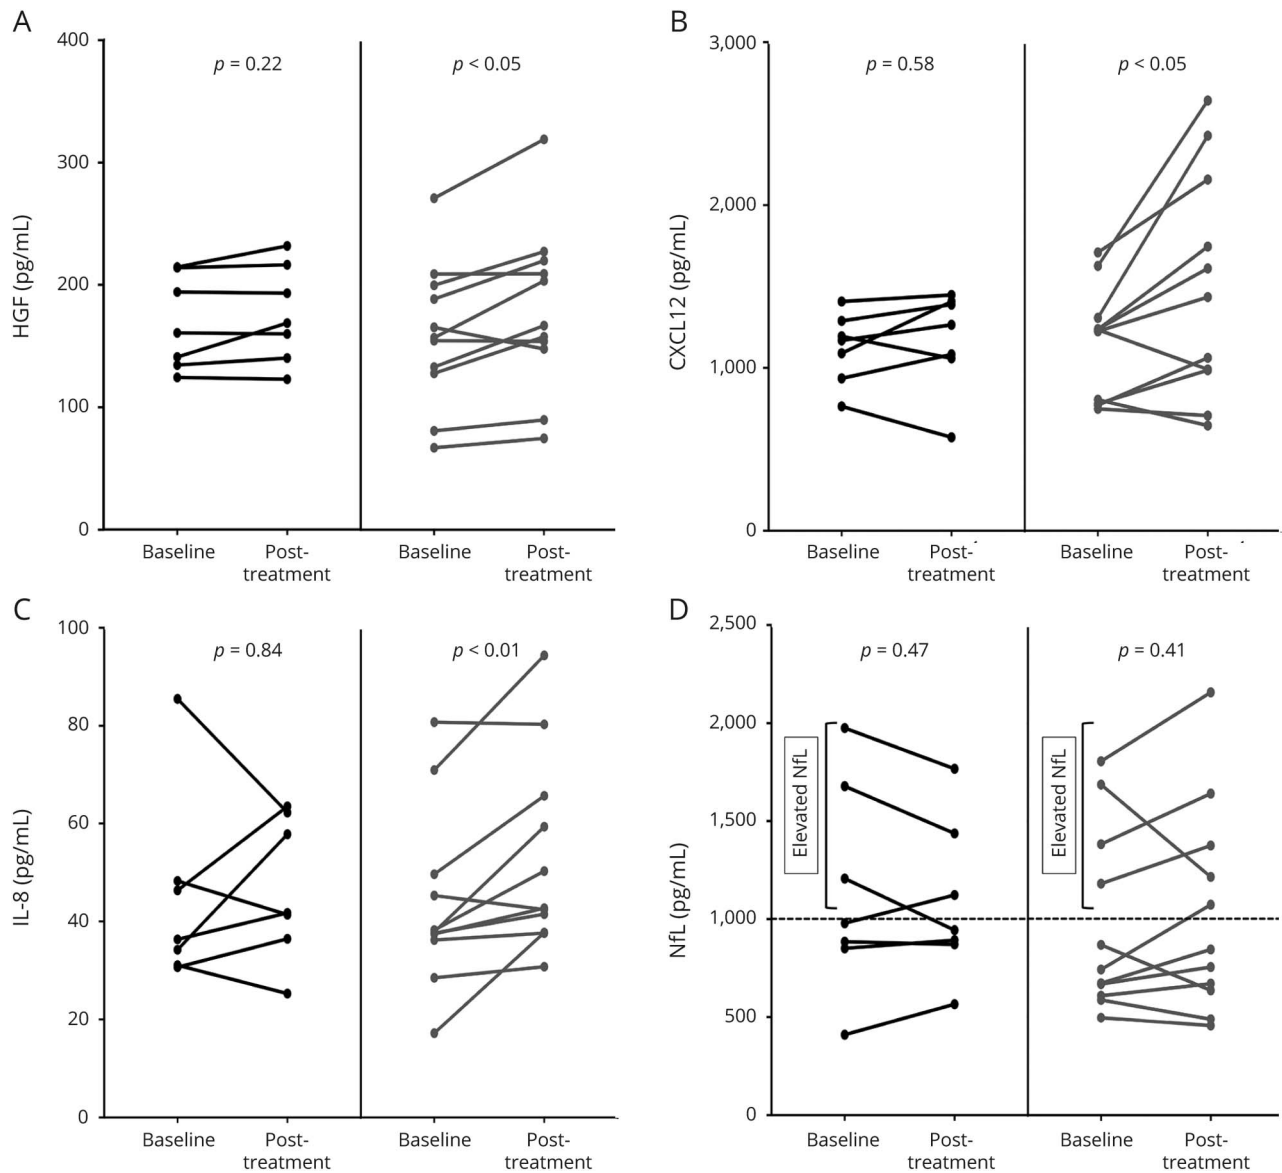 A
400
300
200
100
0
HGF (pg/mL)
p = 0.22
p < 0.05
Baseline
Post-
treatment
Baseline
Post-
treatment
B
3,000
2,000
1,000
0
CXCL12 (pg/mL)
p = 0.58
p < 0.05
Baseline
Post-
treatment
Baseline
Post-
treatment
C
100
80
60
40
20
0
IL-8 (pg/mL)
p = 0.84
p < 0.01
Baseline
Post-
treatment
Baseline
Post-
treatment
D
2,500
2,000
1,500
1,000
500
0
NfL (pg/mL)
p = 0.47
p = 0.41
Elevated NfL
Elevated NfL
Baseline
Post-
treatment
Baseline
Post-
treatment